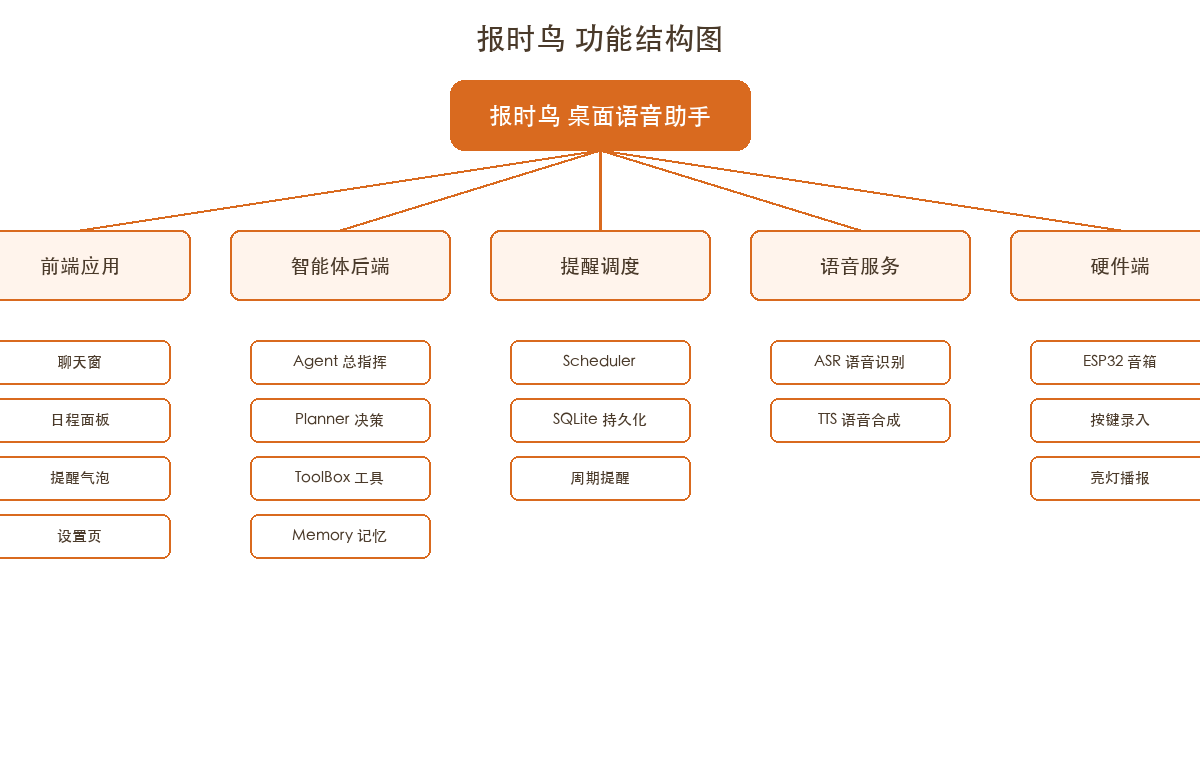 报时鸟 功能结构图
报时鸟 桌面语音助手
前端应用
智能体后端
提醒调度
语音服务
硬件端
聊天窗
Agent 总指挥
Scheduler
ASR 语音识别
ESP32 音箱
日程面板
Planner 决策
SQLite 持久化
TTS 语音合成
按键录入
提醒气泡
ToolBox 工具
周期提醒
亮灯播报
设置页
Memory 记忆